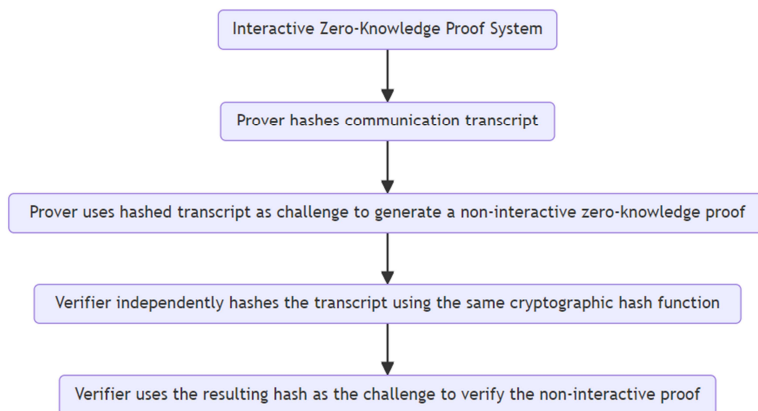 Interactive Zero-Knowledge Proof System
Prover hashes communication transcript
Prover uses hashed transcript as challenge to generate a non-interactive zero-knowledge proof
Verifier independently hashes the transcript using the same cryptographic hash function
Verifier uses the resulting hash as the challenge to verify the non-interactive proof